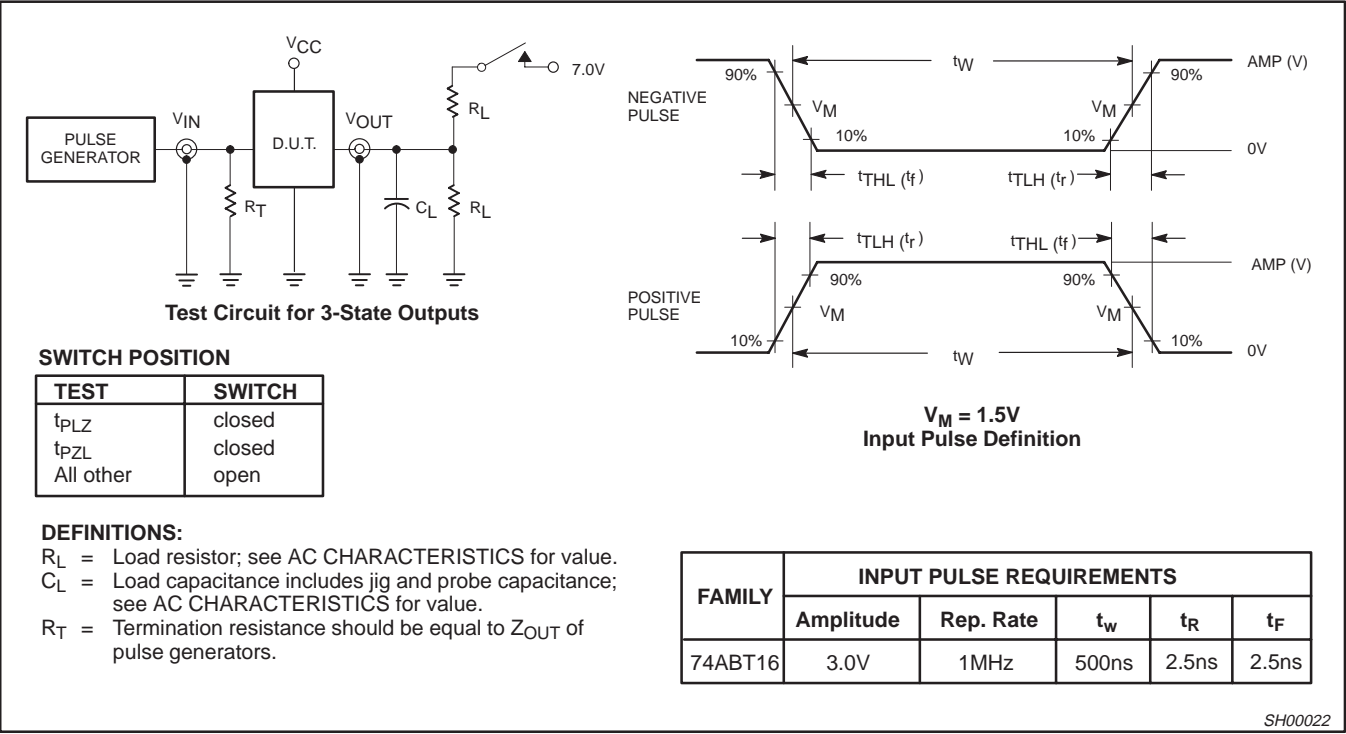 VCC
7.0V
RL
VIN
VOUT
PULSE
GENERATOR
D.U.T.
RT
CL
RL
Test Circuit for 3-State Outputs
NEGATIVE
PULSE
90%
tW
90%
AMP (V)
VM
VM
10%
10%
0V
tTHL (tf)
tTLH (tr)
tTLH (tr)
tTHL (tf)
AMP (V)
90%
90%
POSITIVE
PULSE
VM
VM
10%
tW
10%
0V
VM = 1.5V
Input Pulse Definition
SWITCH POSITION
TEST SWITCH
tPLZ closed
tPZL closed
All other open
DEFINITIONS:
RL = Load resistor; see AC CHARACTERISTICS for value.
CL = Load capacitance includes jig and probe capacitance;
see AC CHARACTERISTICS for value.
RT = Termination resistance should be equal to ZOUT of
pulse generators.
FAMILY INPUT PULSE REQUIREMENTS
Amplitude Rep. Rate tw tR tF
74ABT16 3.0V 1MHz 500ns 2.5ns 2.5ns
SH00022